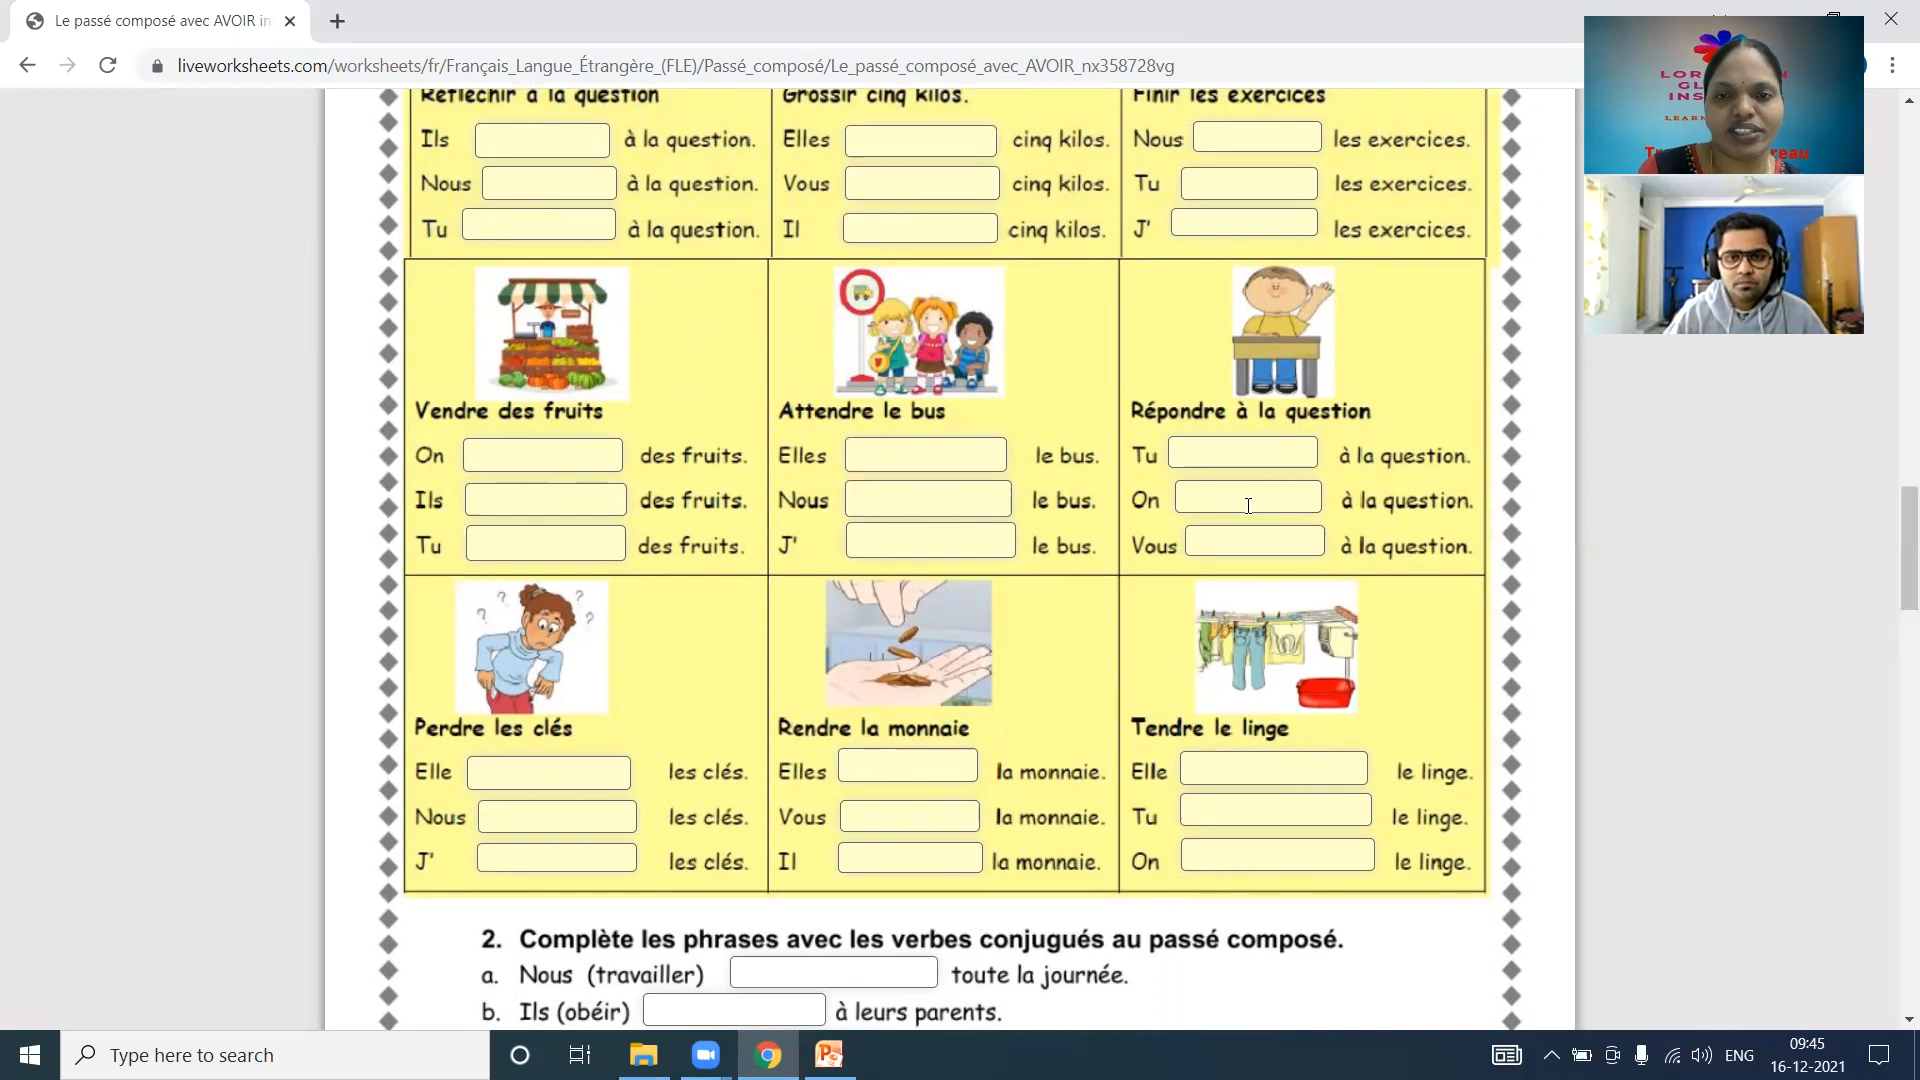 Le passé composé avec AVOIR in
liveworksheets.com/worksheets/fr/Français_Langue_Étrangère_(FLE)/Passé_composé/Le_passé_composé_avec_AVOIR_nx358728vg
Réfléchir à la question
Ils à la question.
Nous à la question.
Tu à la question.
Grossir cinq kilos.
Elles cinq kilos.
Vous cinq kilos.
Il cinq kilos.
Finir les exercices
Nous les exercices.
Tu les exercices.
J' les exercices.
Vendre des fruits
On des fruits.
Ils des fruits.
Tu des fruits.
Attendre le bus
Elles le bus.
Nous le bus.
J' le bus.
Répondre à la question
Tu à la question.
On à la question.
Vous à la question.
Perdre les clés
Elle les clés.
Nous les clés.
J' les clés.
Rendre la monnaie
Elles la monnaie.
Vous la monnaie.
Il la monnaie.
Tendre le linge
Elle le linge.
Tu le linge.
On le linge.
2. Complète les phrases avec les verbes conjugués au passé composé.
a. Nous (travailler) toute la journée.
b. Ils (obéir) à leurs parents.
Type here to search
ENG
09:45
16-12-2021